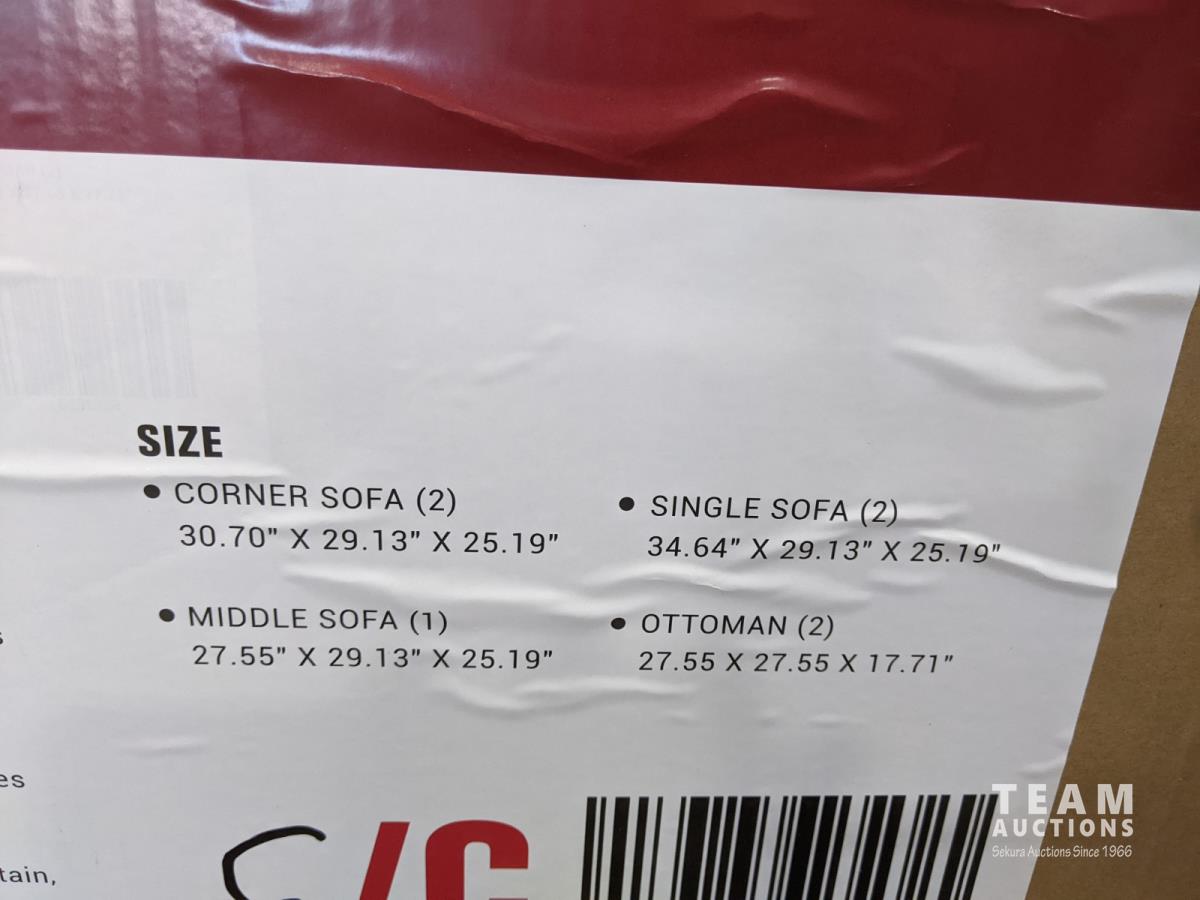 SIZE
• CORNER SOFA (2)
30.70" X 29.13" X 25.19"
• SINGLE SOFA (2)
34.64" X 29.13" X 25.19"
• MIDDLE SOFA (1)
27.55" X 29.13" X 25.19"
• OTTOMAN (2)
27.55 X 27.55 X 17.71"
es
tain,
TEAM
AUCTIONS
Sekura Auctions Since 1966